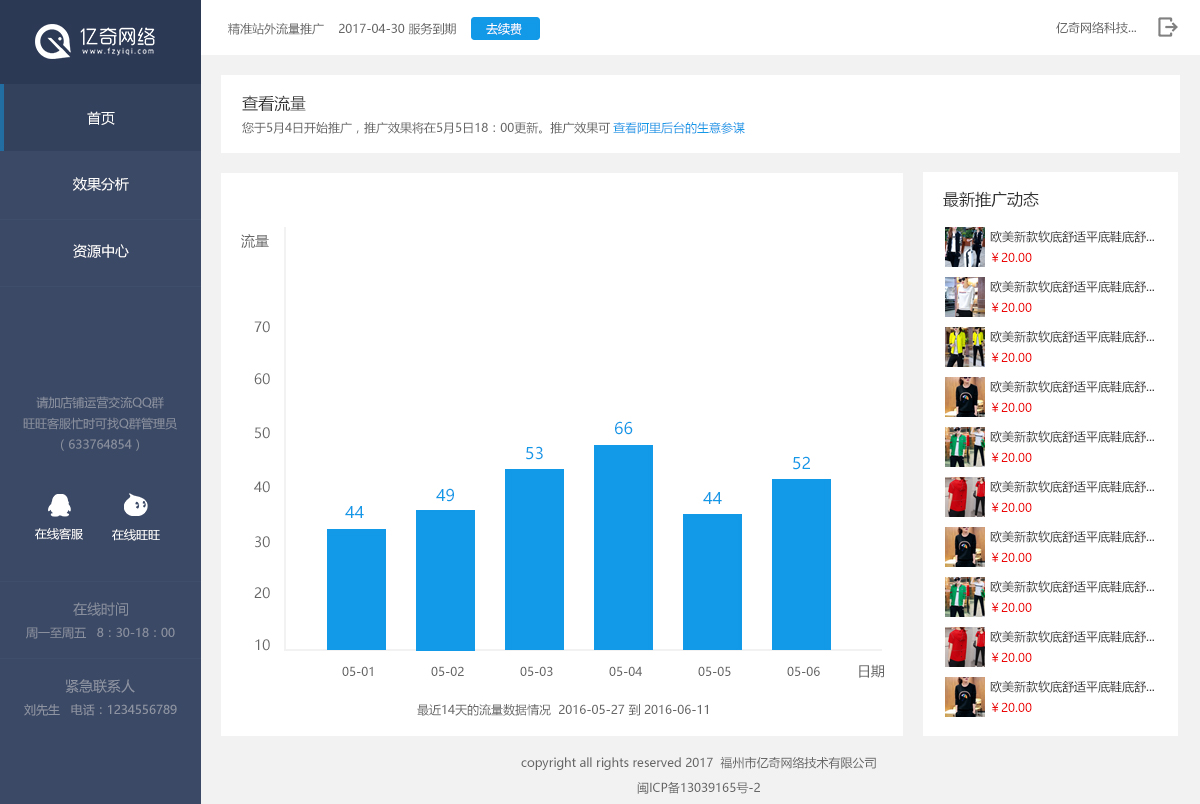 亿奇网络
www.fzyiqi.com
首页
效果分析
资源中心
请加店铺运营交流QQ群
旺旺客服忙时可找Q群管理员
（633764854）
在线客服
在线旺旺
在线时间
周一至周五 8：30-18：00
紧急联系人
刘先生 电话：1234556789
精准站外流量推广 2017-04-30 服务到期 去续费
亿奇网络科技...
查看流量
您于5月4日开始推广，推广效果将在5月5日18：00更新。推广效果可 查看阿里后台的生意参谋
流量
70
60
50
40
30
20
10
44
49
53
66
44
52
05-01
05-02
05-03
05-04
05-05
05-06
日期
最近14天的流量数据情况 2016-05-27 到 2016-06-11
最新推广动态
欧美新款软底舒适平底鞋底舒...
￥20.00
欧美新款软底舒适平底鞋底舒...
￥20.00
欧美新款软底舒适平底鞋底舒...
￥20.00
欧美新款软底舒适平底鞋底舒...
￥20.00
欧美新款软底舒适平底鞋底舒...
￥20.00
欧美新款软底舒适平底鞋底舒...
￥20.00
欧美新款软底舒适平底鞋底舒...
￥20.00
欧美新款软底舒适平底鞋底舒...
￥20.00
欧美新款软底舒适平底鞋底舒...
￥20.00
欧美新款软底舒适平底鞋底舒...
￥20.00
copyright all rights reserved 2017 福州市亿奇网络技术有限公司
闽ICP备13039165号-2